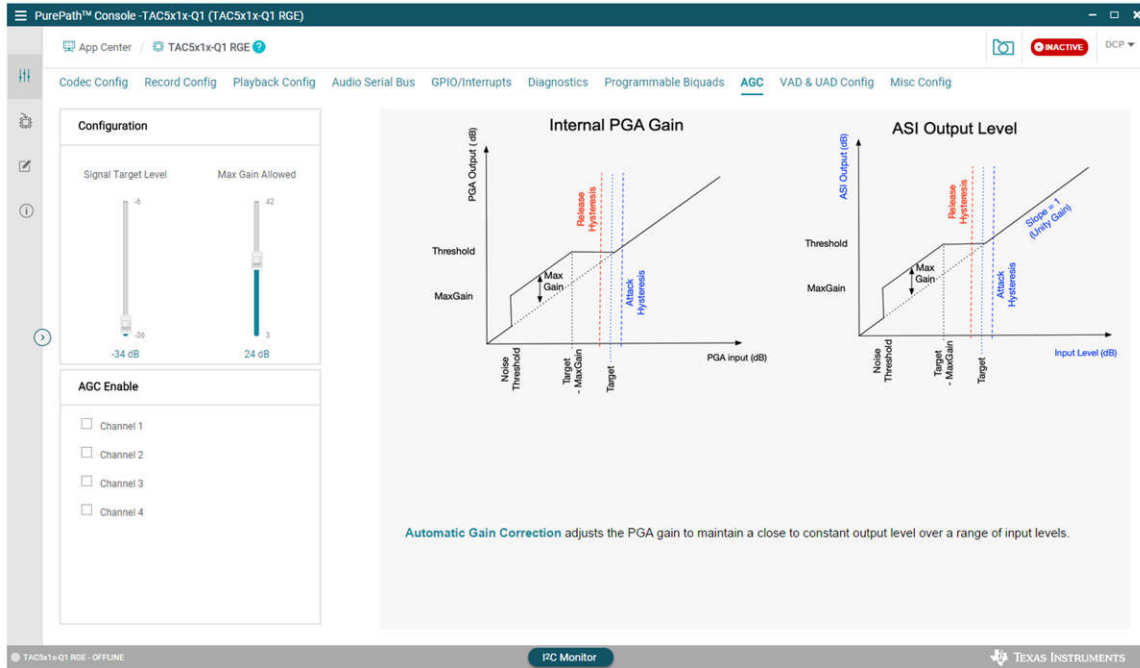 PurePath™ Console -TAC5x1x-Q1 (TAC5x1x-Q1 RGE)
App Center / TAC5x1x-Q1 RGE ?
INACTIVE
DCP
Codec Config Record Config Playback Config Audio Serial Bus GPIO/Interrupts Diagnostics Programmable Biquads AGC VAD & UAD Config Misc Config
Configuration
Signal Target Level
Max Gain Allowed
-6
42
-36
3
-34 dB
24 dB
AGC Enable
Channel 1
Channel 2
Channel 3
Channel 4
Internal PGA Gain
PGA Output (dB)
Release
Hysteresis
Threshold
Max
Gain
MaxGain
Attack
Hysteresis
PGA input (dB)
Noise
Threshold
Target
- MaxGain
Target
ASI Output Level
ASI Output (dB)
Release
Hysteresis
Slope = 1
(Unity Gain)
Threshold
Max
Gain
MaxGain
Attack
Hysteresis
Input Level (dB)
Noise
Threshold
Target
- MaxGain
Target
Automatic Gain Correction adjusts the PGA gain to maintain a close to constant output level over a range of input levels.
TAC5x1x-Q1 RGE - OFFLINE
I²C Monitor
TEXAS INSTRUMENTS